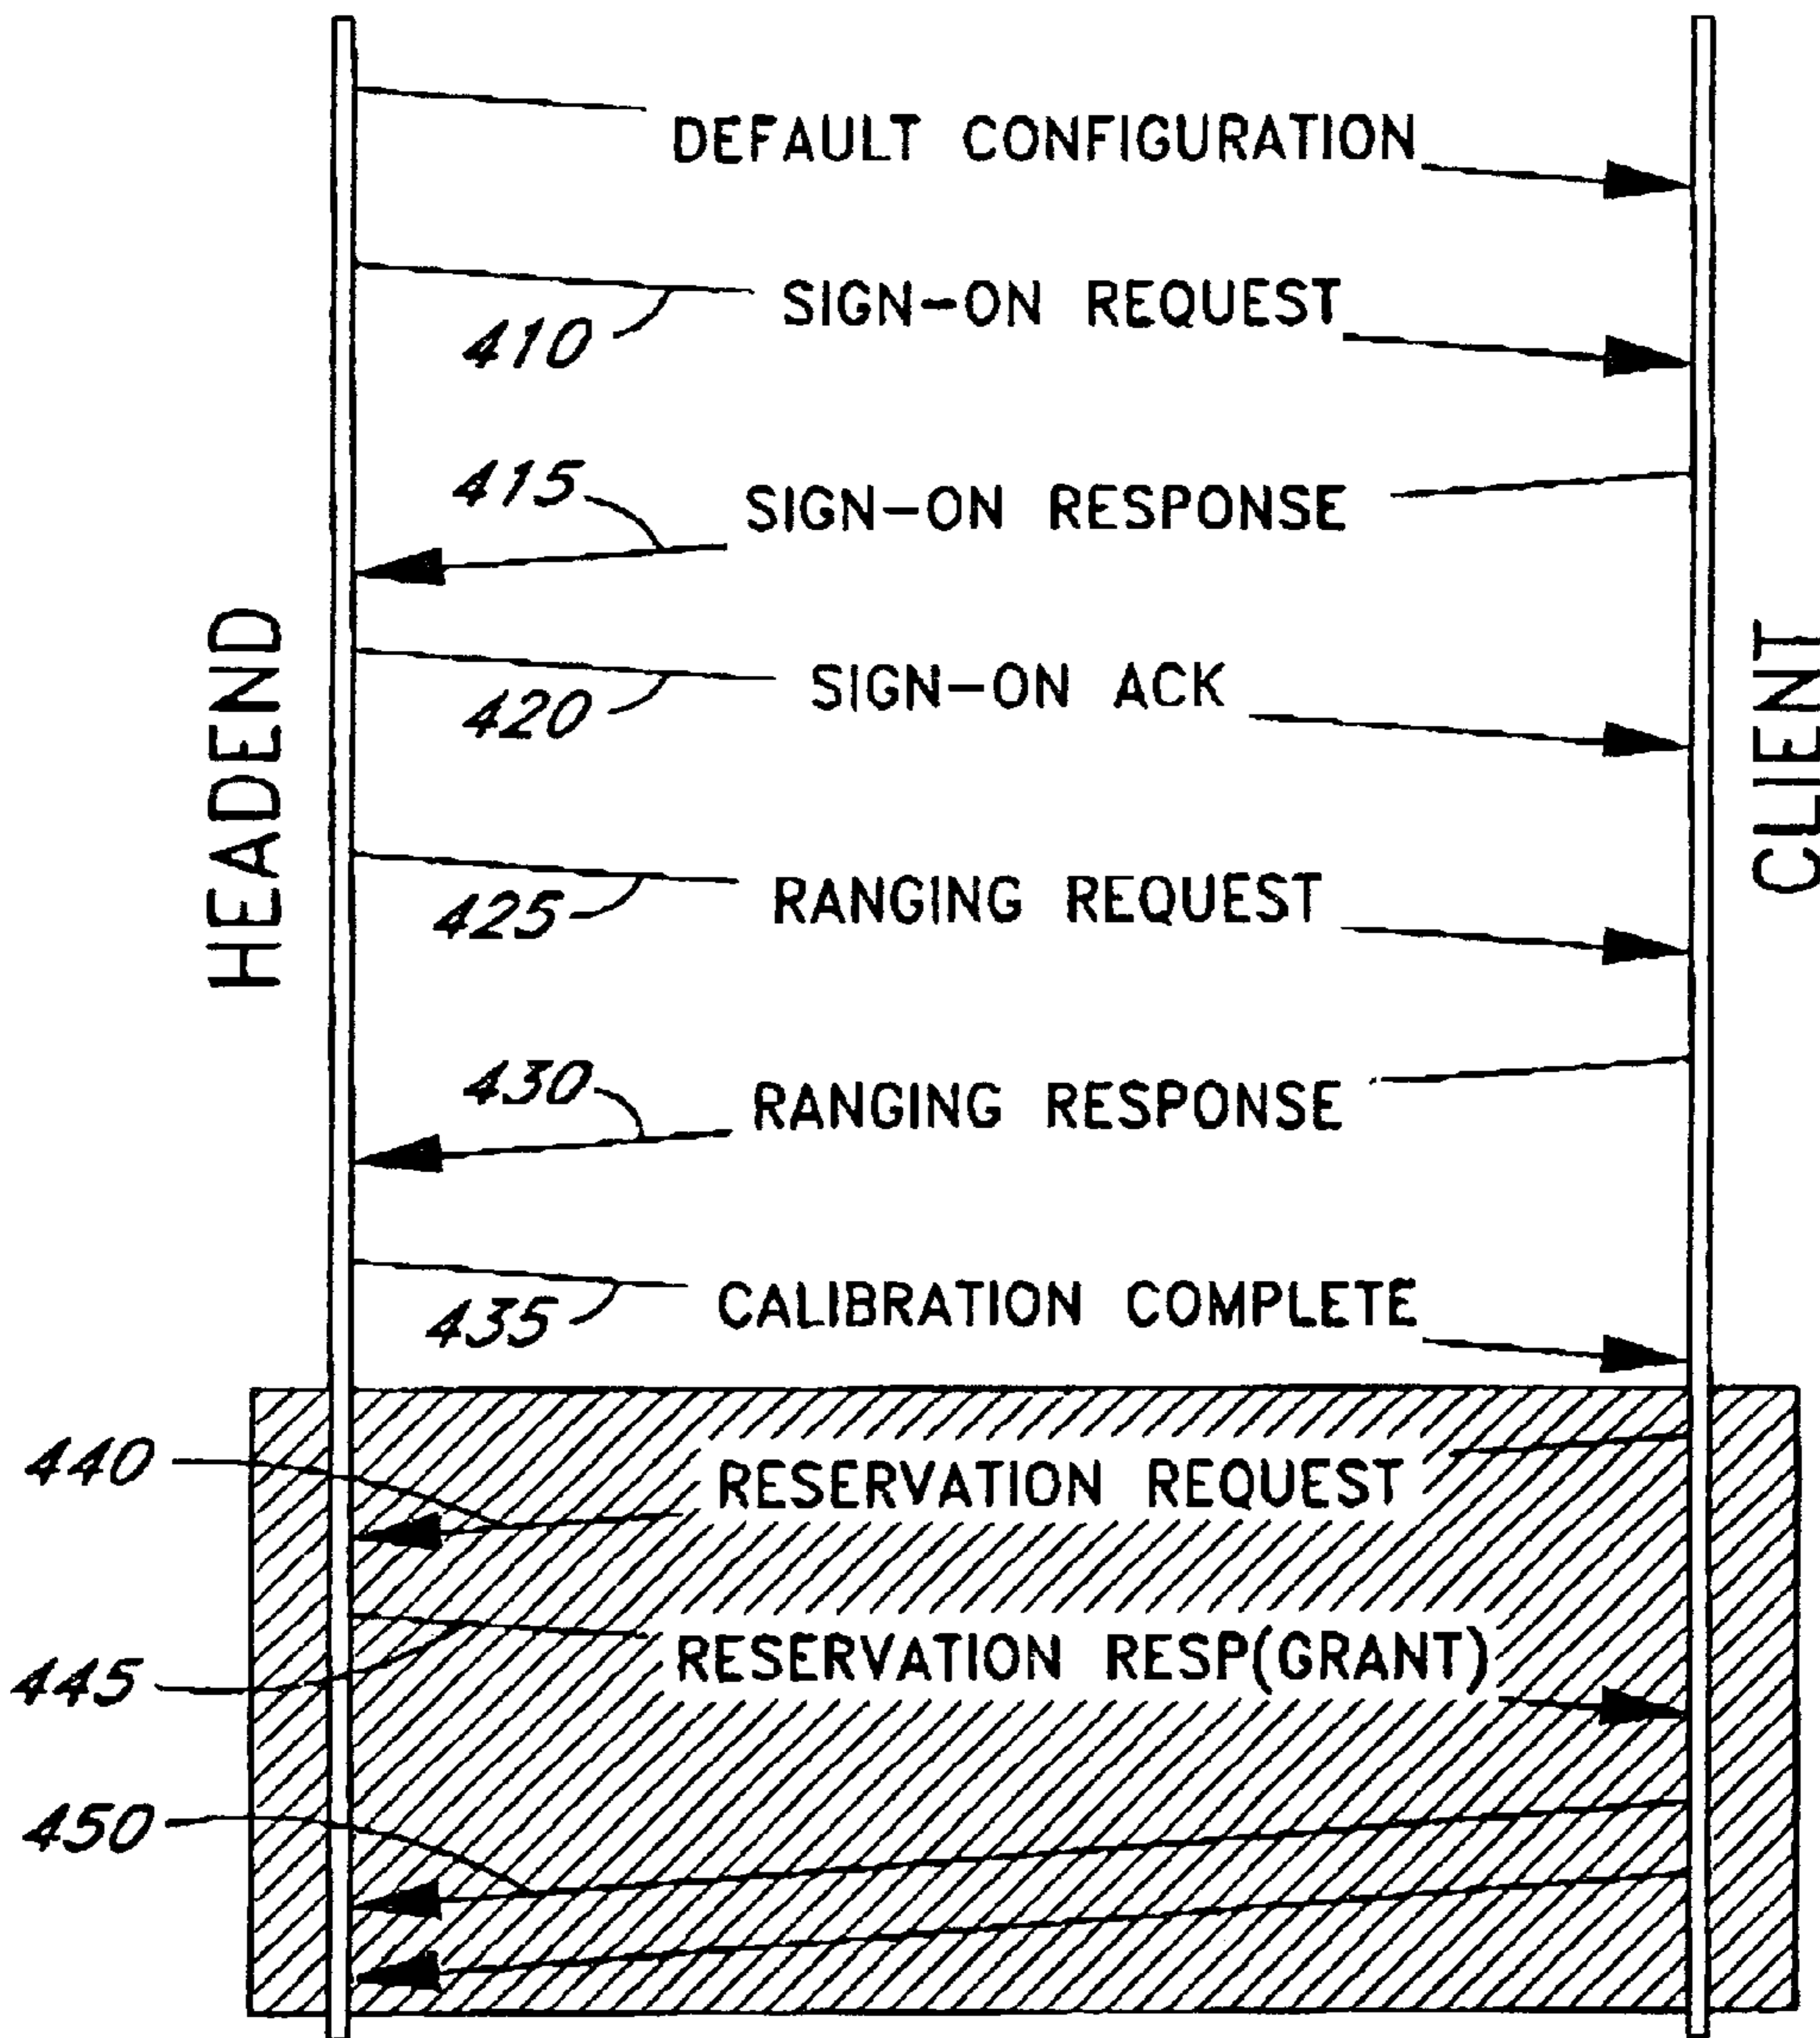 DEFAULT CONFIGURATION
SIGN-ON REQUEST
410
415
SIGN-ON RESPONSE
HEADEND
CLIENT
SIGN-ON ACK
420
RANGING REQUEST
425
430
RANGING RESPONSE
CALIBRATION COMPLETE
435
440
RESERVATION REQUEST
445
RESERVATION RESP(GRANT)
450